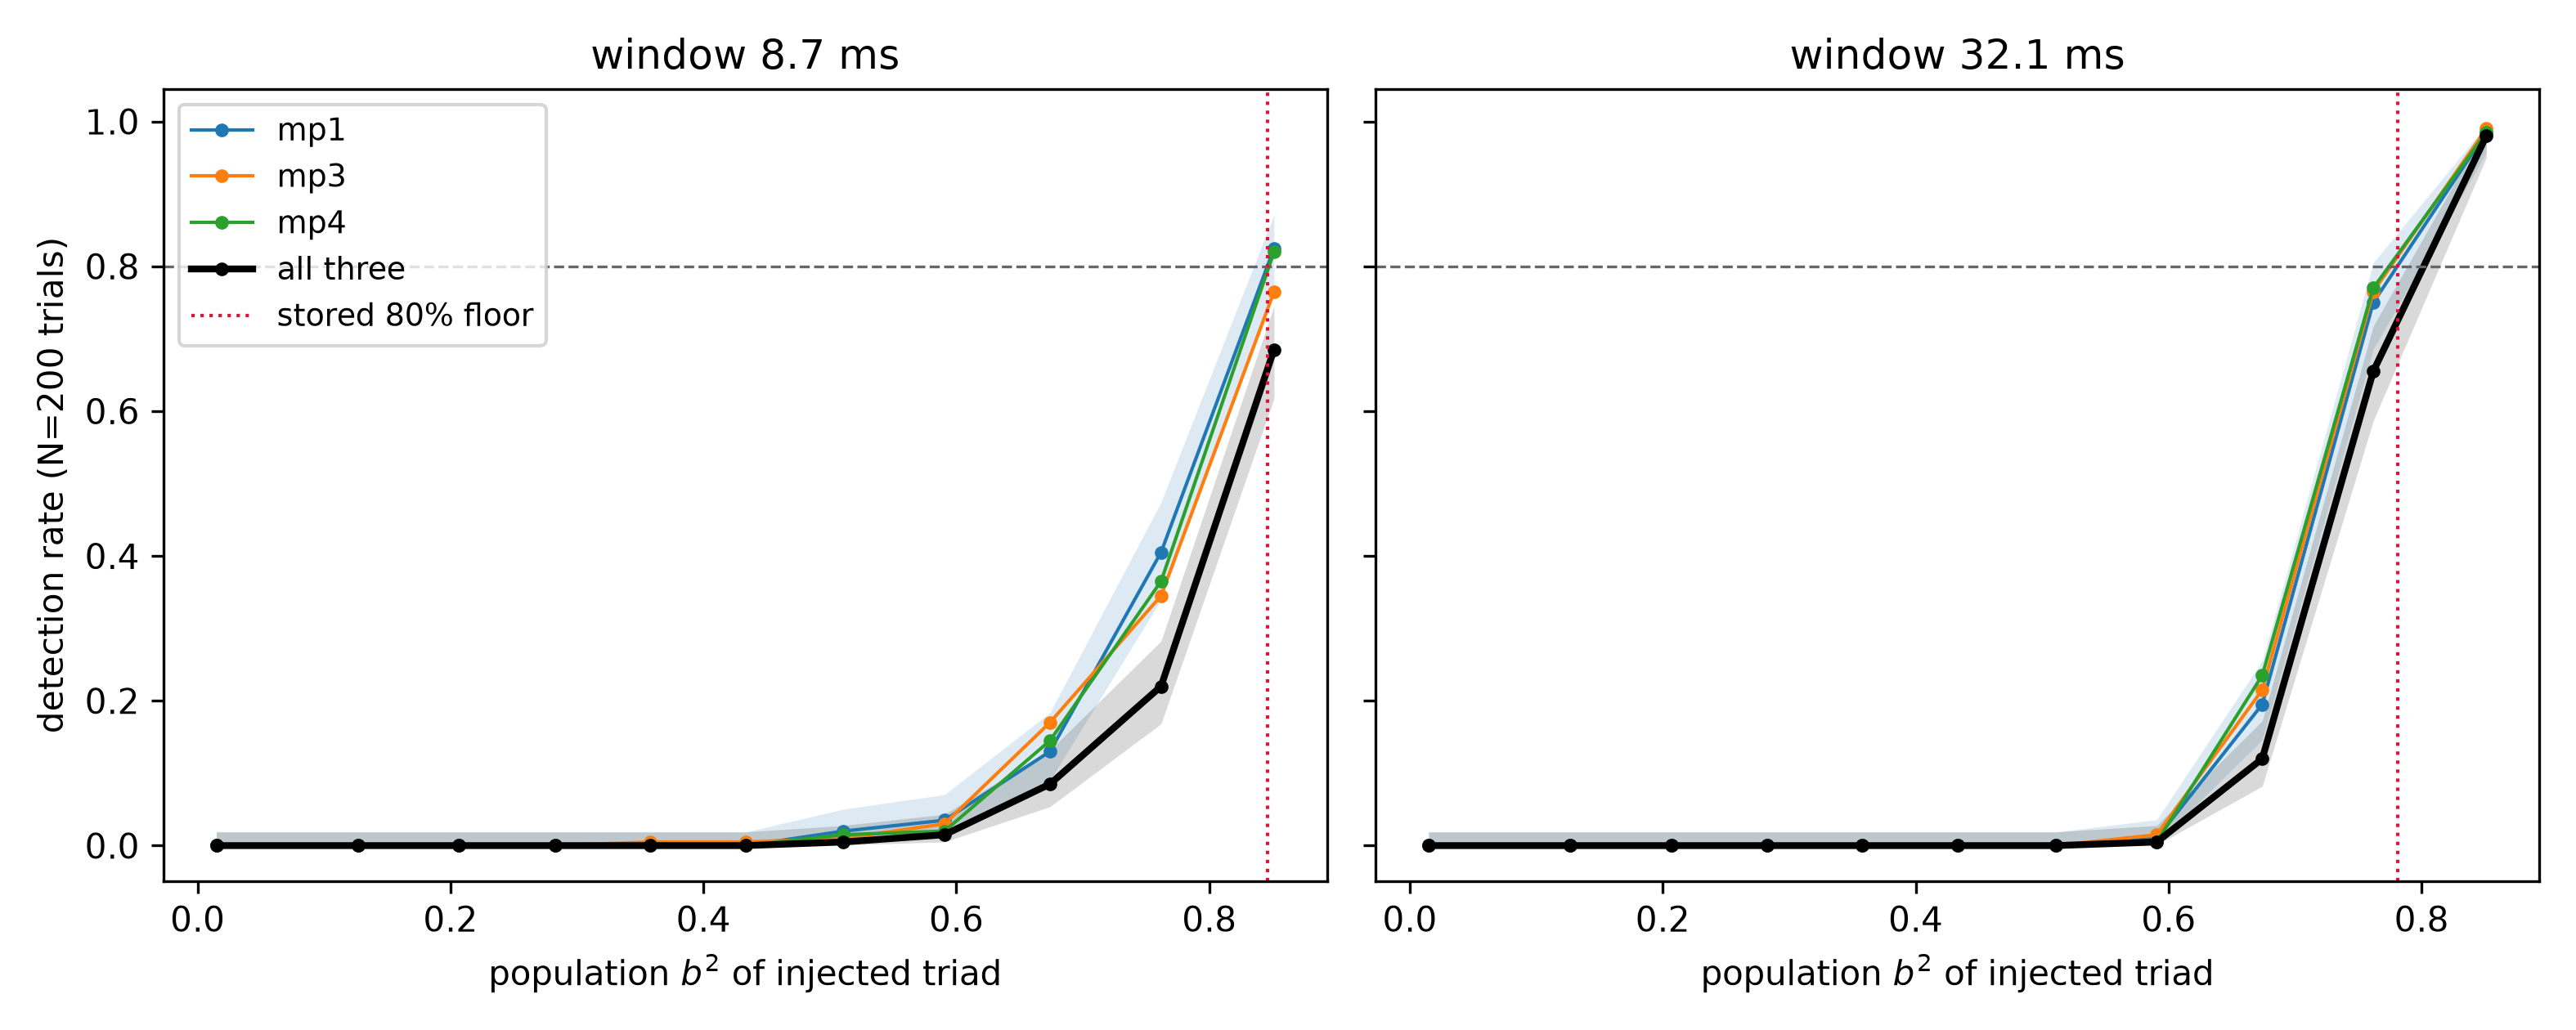 window 8.7 ms
window 32.1 ms
detection rate (N=200 trials)
1.0
0.8
0.6
0.4
0.2
0.0
mp1
mp3
mp4
all three
stored 80% floor
0.0 0.2 0.4 0.6 0.8
0.0 0.2 0.4 0.6 0.8
population b² of injected triad
population b² of injected triad